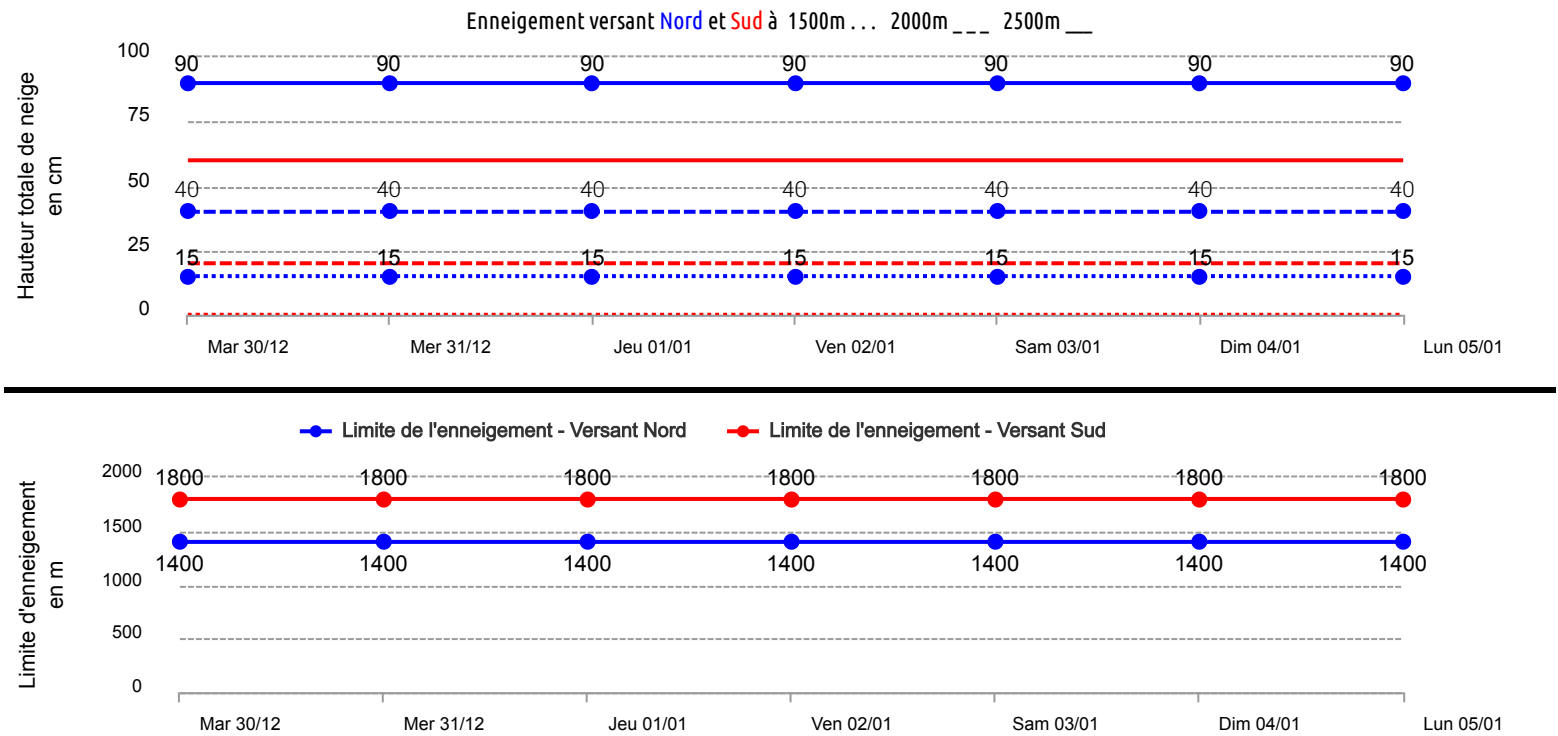 Enneigement versant Nord et Sud à 1500m . . . 2000m _ _ _ 2500m __
Hauteur totale de neige
en cm
100
90 90 90 90 90 90 90
75
50
40 40 40 40 40 40 40
25
15 15 15 15 15 15 15
0
Mar 30/12 Mer 31/12 Jeu 01/01 Ven 02/01 Sam 03/01 Dim 04/01 Lun 05/01
Limite de l'enneigement - Versant Nord Limite de l'enneigement - Versant Sud
Limite d'enneigement
en m
2000
1800 1800 1800 1800 1800 1800 1800
1500
1400 1400 1400 1400 1400 1400 1400
1000
500
0
Mar 30/12 Mer 31/12 Jeu 01/01 Ven 02/01 Sam 03/01 Dim 04/01 Lun 05/01